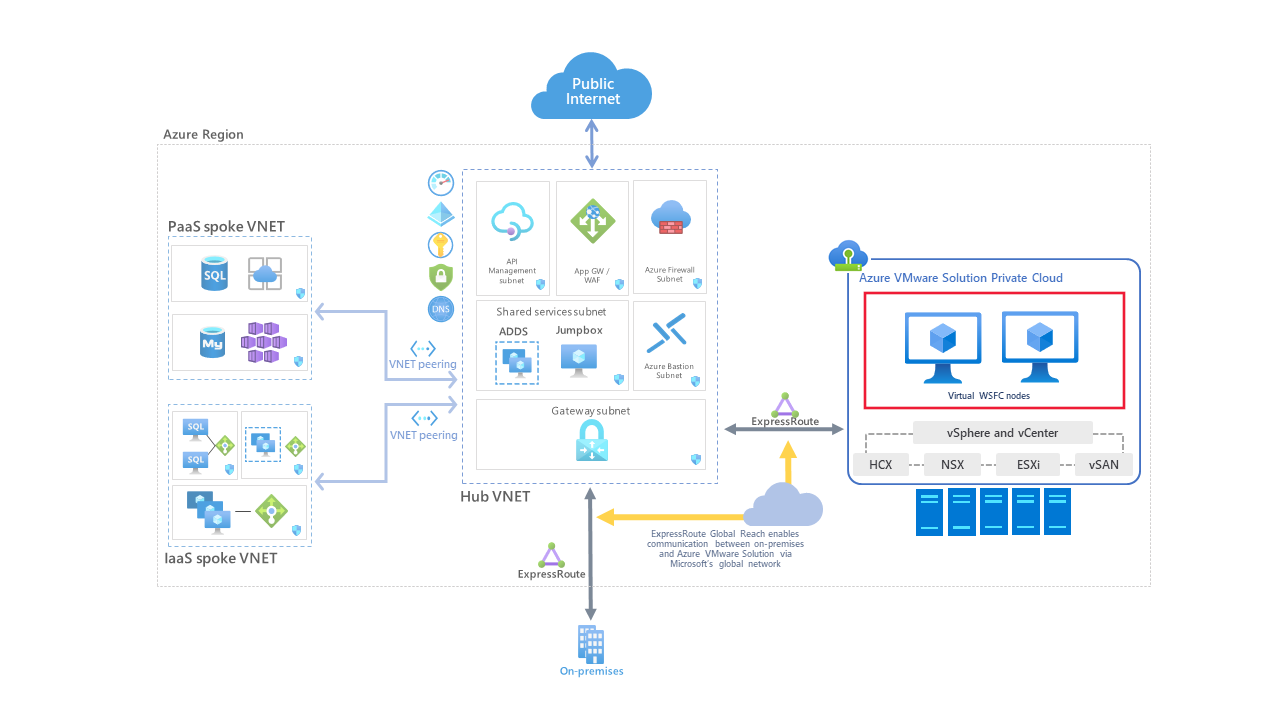 Public
Internet
Azure Region
PaaS spoke VNET
SQL
My
VNET peering
VNET peering
SQL
SQL
IaaS spoke VNET
DNS
API
Management
subnet
App GW /
WAF
Azure Firewall
Subnet
Shared services subnet
ADDS
Jumpbox
Azure Bastion
Subnet
Gateway subnet
Hub VNET
ExpressRoute
Azure VMware Solution Private Cloud
Virtual WSFC nodes
vSphere and vCenter
HCX
NSX
ESXi
vSAN
ExpressRoute Global Reach enables
communication between on-premises
and Azure VMware Solution via
Microsoft's global network
ExpressRoute
On-premises